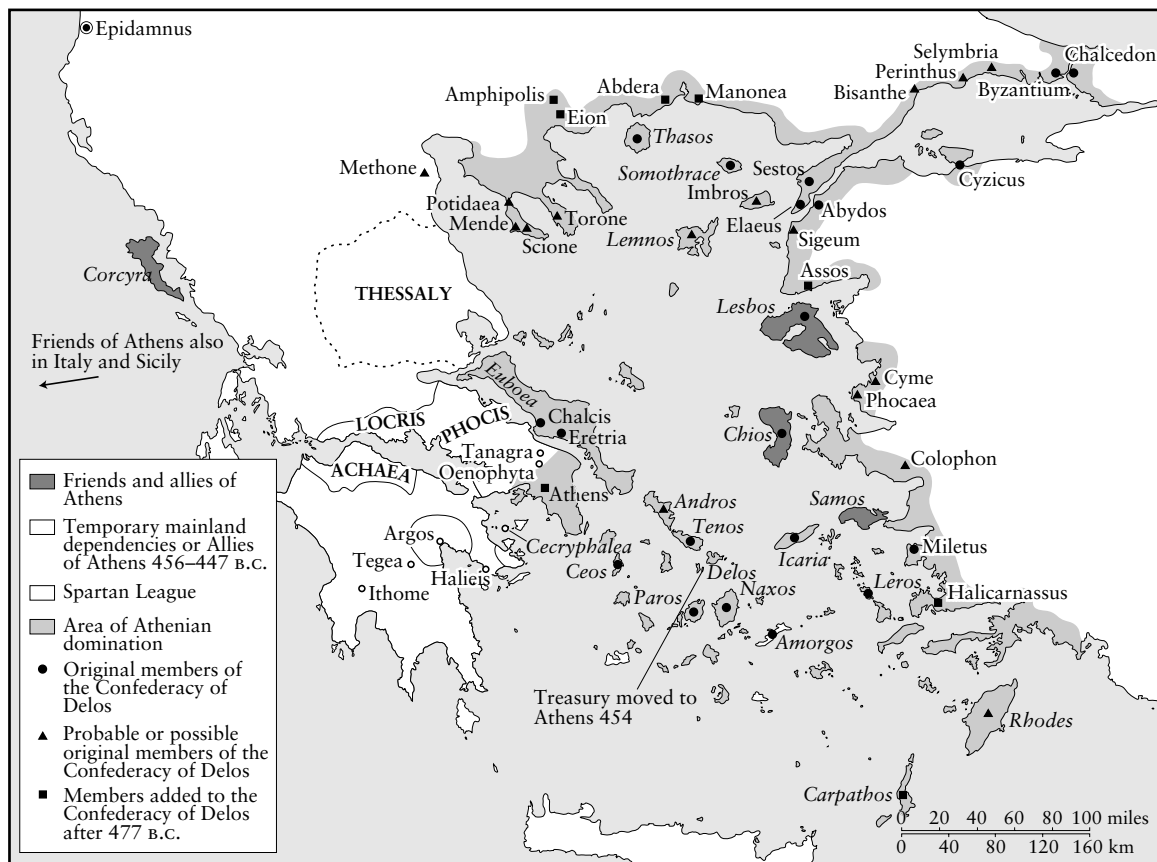 Epidamnus
Selymbria
Chalcedon
Perinthus
Bisanthe
Byzantium
Amphipolis
Abdera
Manonea
Eion
Thasos
Methone
Somothrace
Sestos
Imbros
Cyzicus
Potidaea
Torone
Mende
Scione
Lemnos
Elaeus
Abydos
Sigeum
Corcyra
Assos
THESSALY
Lesbos
Friends of Athens also
in Italy and Sicily
Euboea
Cyme
Phocaea
LOCRIS
PHOCIS
Chalcis
Eretria
Chios
Tanagra
Oenophyta
ACHAEA
Colophon
Athens
Andros
Samos
Argos
Tenos
Cecryphalea
Icaria
Miletus
Tegea
Halieis
Ceos
Delos
Ithome
Paros
Naxos
Leros
Halicarnassus
Amorgos
Treasury moved to
Athens 454
Rhodes
Carpathos
Friends and allies of
Athens
Temporary mainland
dependencies or Allies
of Athens 456–447 B.C.
Spartan League
Area of Athenian
domination
Original members of
the Confederacy of
Delos
Probable or possible
original members of the
Confederacy of Delos
Members added to the
Confederacy of Delos
after 477 B.C.
0 20 40 60 80 100 miles
0 40 80 120 160 km